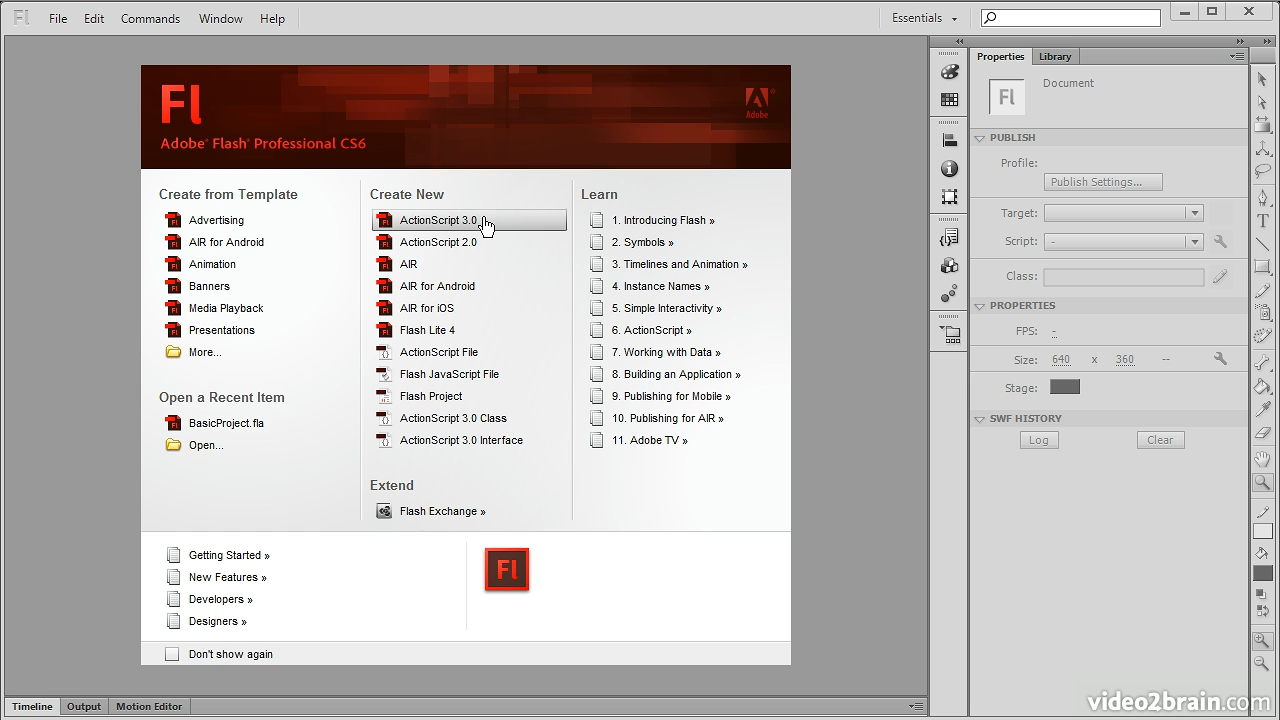 Fl File Edit Commands Window Help Essentials
Fl
Adobe
Adobe® Flash® Professional CS6
Create from Template
Advertising
AIR for Android
Animation
Banners
Media Playback
Presentations
More...
Open a Recent Item
BasicProject.fla
Open...
Create New
ActionScript 3.0
ActionScript 2.0
AIR
AIR for Android
AIR for iOS
Flash Lite 4
ActionScript File
Flash JavaScript File
Flash Project
ActionScript 3.0 Class
ActionScript 3.0 Interface
Extend
Flash Exchange »
Learn
1. Introducing Flash »
2. Symbols »
3. Timelines and Animation »
4. Instance Names »
5. Simple Interactivity »
6. ActionScript »
7. Working with Data »
8. Building an Application »
9. Publishing for Mobile »
10. Publishing for AIR »
11. Adobe TV »
Getting Started »
New Features »
Developers »
Designers »
Fl
Don't show again
Timeline Output Motion Editor
Properties Library
Fl Document
PUBLISH
Profile:
Publish Settings...
Target:
Script: -
Class:
PROPERTIES
FPS: -
Size: 640 x 360 --
Stage:
SWF HISTORY
Log Clear
video2brain.com